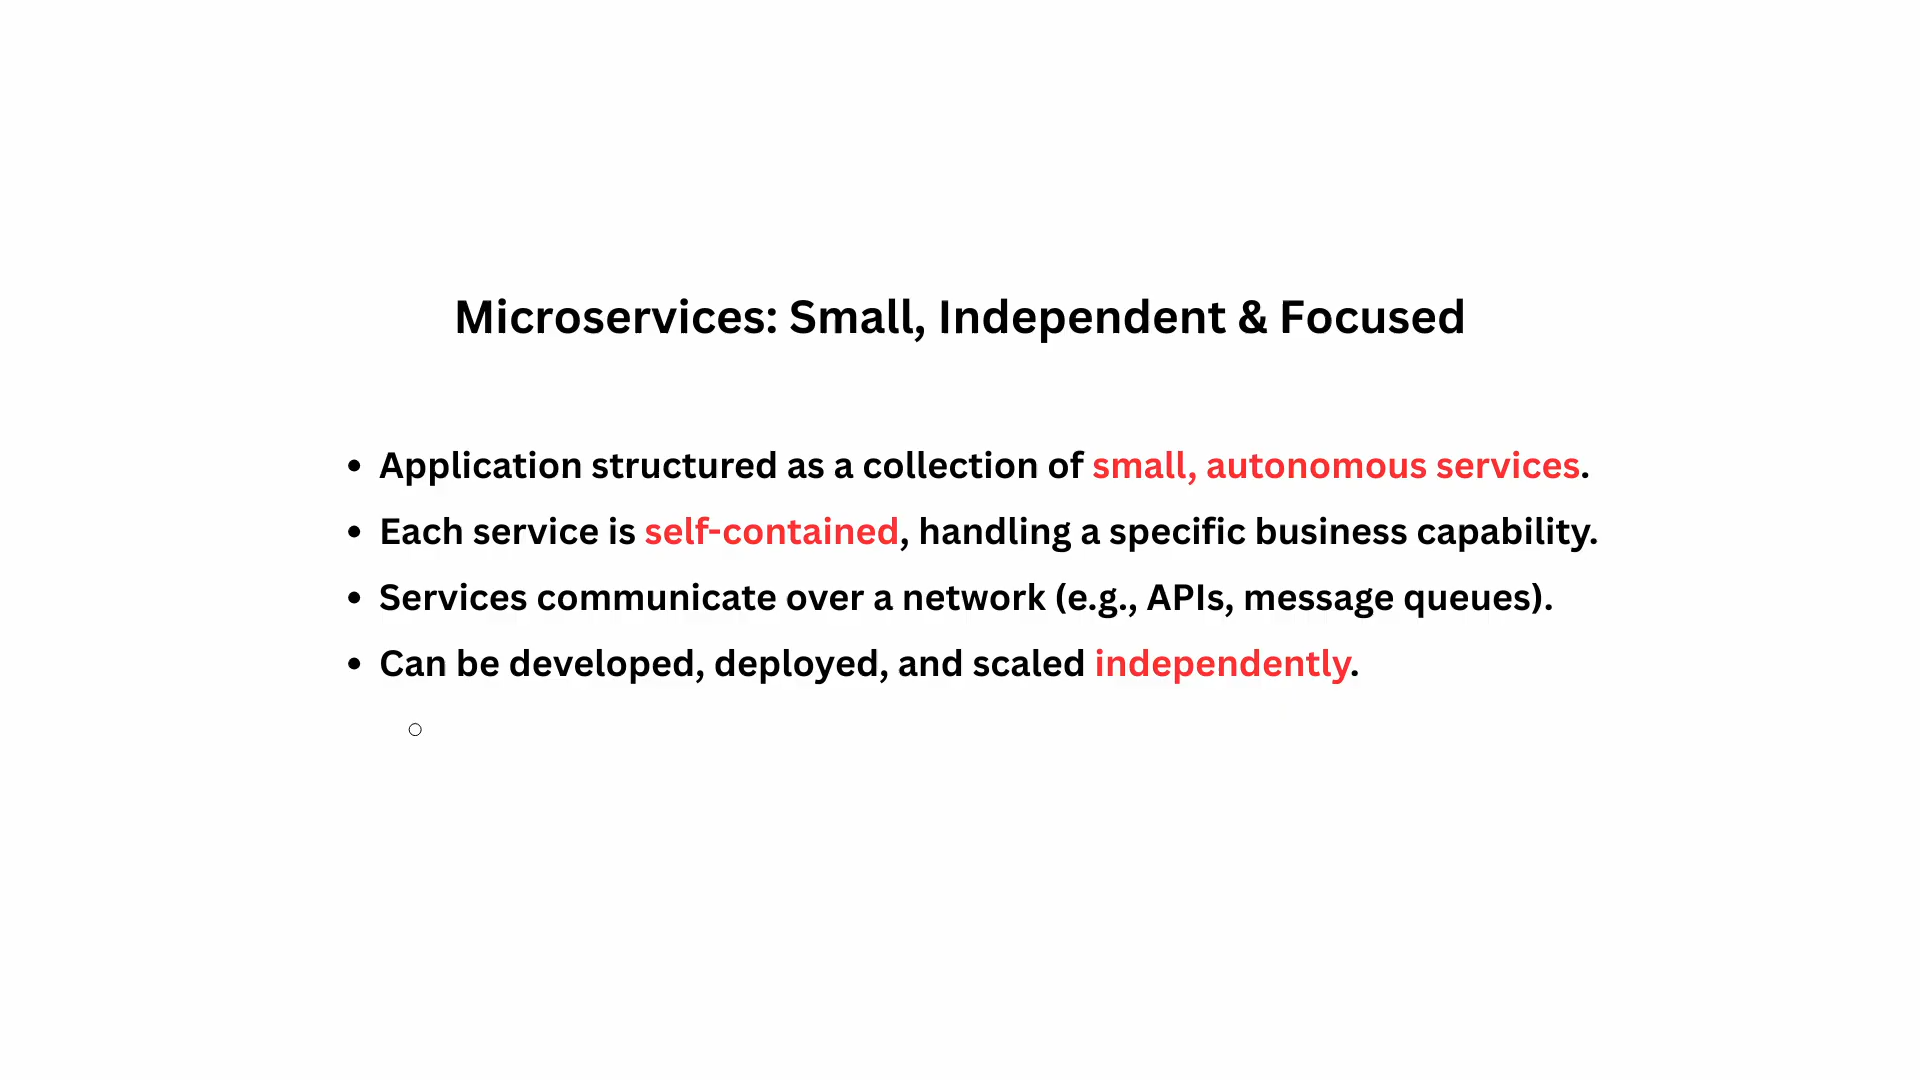 Microservices: Small, Independent & Focused
• Application structured as a collection of small, autonomous services.
• Each service is self-contained, handling a specific business capability.
• Services communicate over a network (e.g., APIs, message queues).
• Can be developed, deployed, and scaled independently.